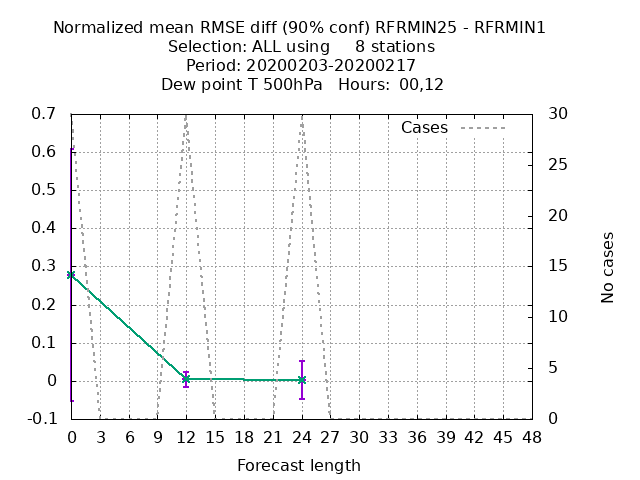 Normalized mean RMSE diff (90% conf) RFRMIN25 - RFRMIN1
Selection: ALL using 8 stations
Period: 20200203-20200217
Dew point T 500hPa Hours: 00,12
Cases
0.7
0.6
0.5
0.4
0.3
0.2
0.1
0
-0.1
30
25
20
15
10
5
0
No cases
0 3 6 9 12 15 18 21 24 27 30 33 36 39 42 45 48
Forecast length